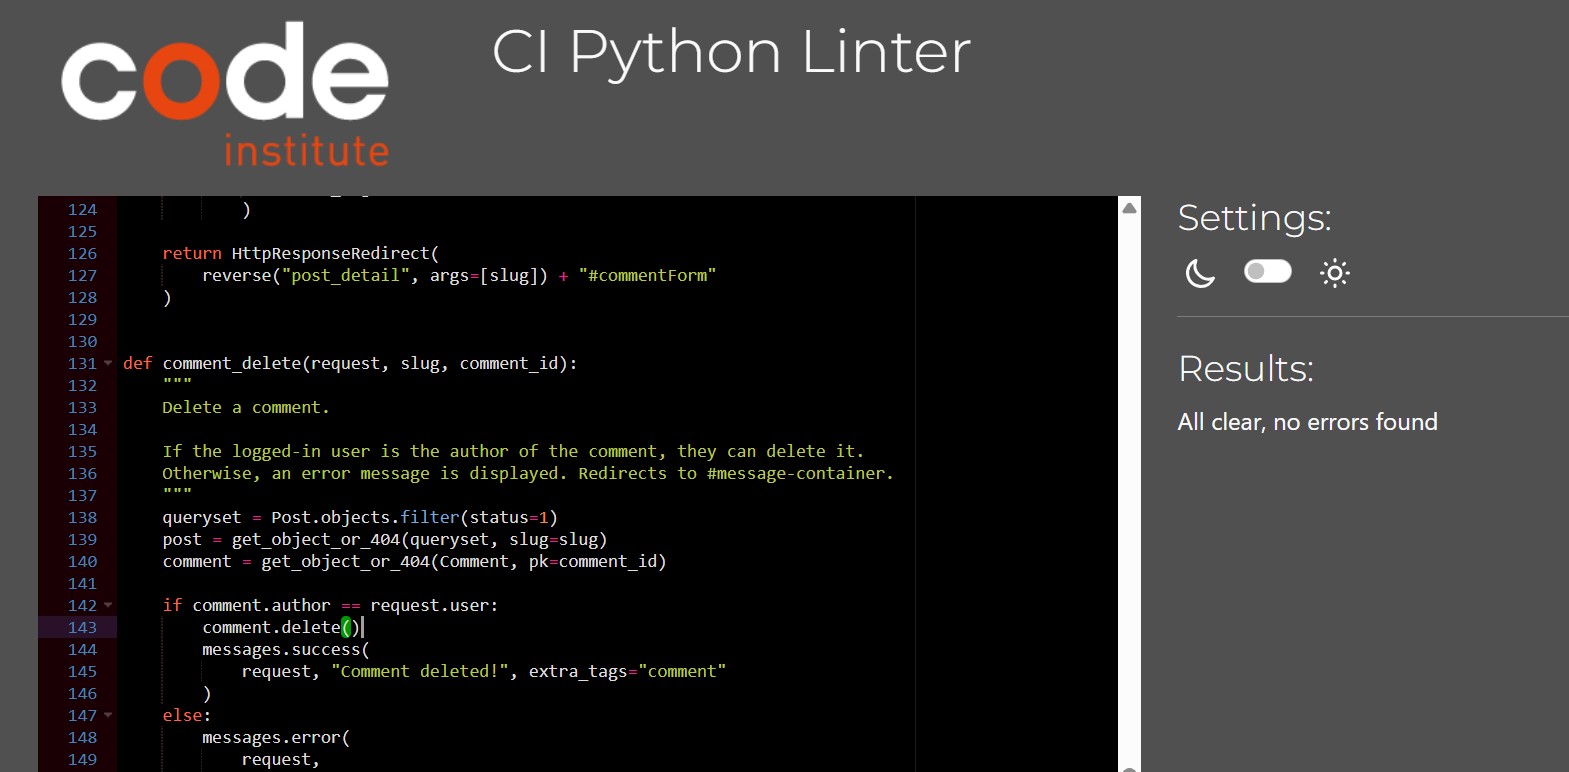 code
institute
CI Python Linter
124 )
125
126 return HttpResponseRedirect(
127 reverse("post_detail", args=[slug]) + "#commentForm"
128 )
129
130
131 def comment_delete(request, slug, comment_id):
132 """
133 Delete a comment.
134
135 If the logged-in user is the author of the comment, they can delete it.
136 Otherwise, an error message is displayed. Redirects to #message-container.
137 """
138 queryset = Post.objects.filter(status=1)
139 post = get_object_or_404(queryset, slug=slug)
140 comment = get_object_or_404(Comment, pk=comment_id)
141
142 if comment.author == request.user:
143 comment.delete()
144 messages.success(
145 request, "Comment deleted!", extra_tags="comment"
146 )
147 else:
148 messages.error(
149 request,
Settings:
Results:
All clear, no errors found